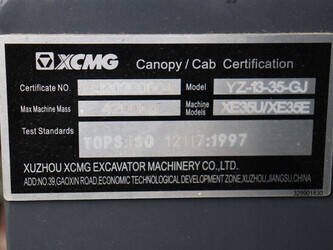 XCMG Canopy / Cab Certification
Certificate NO. Model YZ-13-35-GJ
Max Machine Mass Machine Models XE35U/XE35E
Test Standards TOPS:ISO 12117:1997
XUZHOU XCMG EXCAVATOR MACHINERY CO., LTD.
ADD:NO.39,GAOXIN ROAD,ECONOMIC TECHNOLOGICAL DEVELOPMENT ZONE,XUZHOU,JIANGSU,CHINA